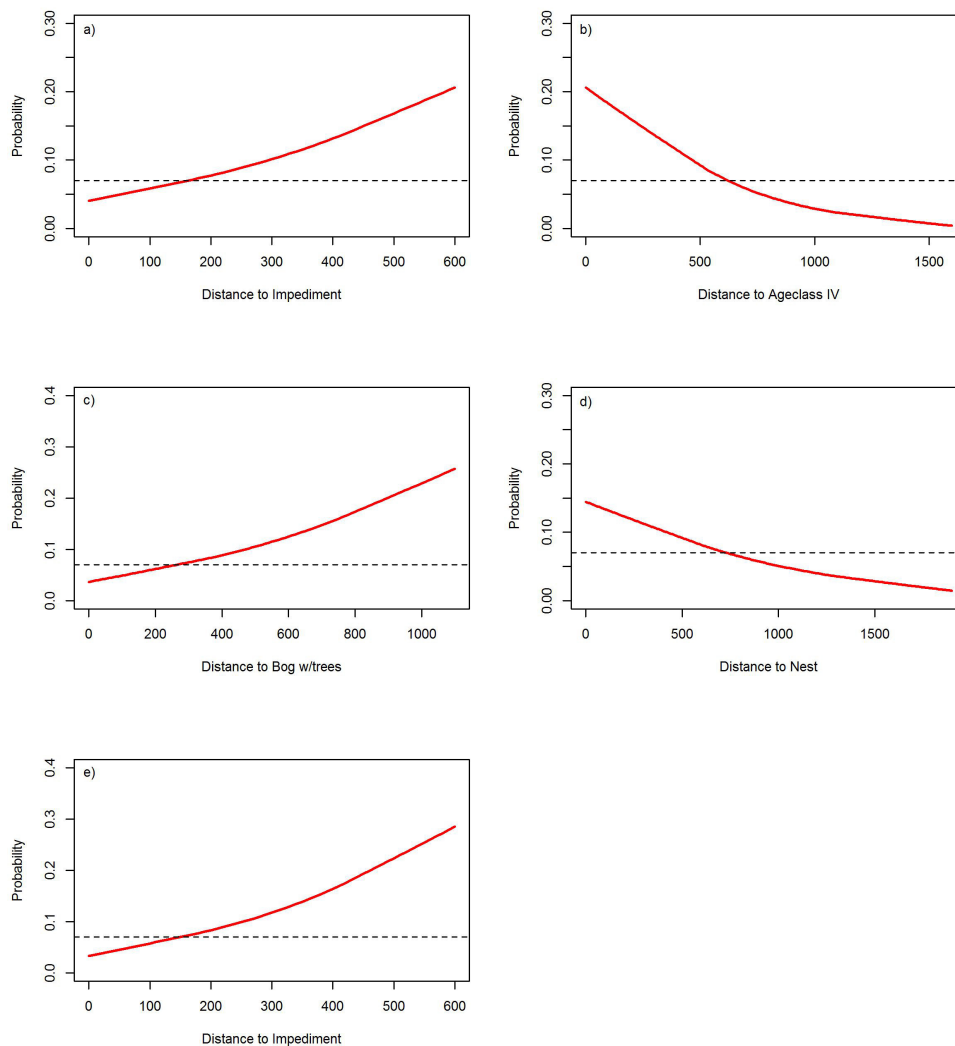 a)
Probability
0.00 0.10 0.20 0.30
0 100 200 300 400 500 600
Distance to Impediment
b)
Probability
0.00 0.10 0.20 0.30
0 500 1000 1500
Distance to Ageclass IV
c)
Probability
0.0 0.1 0.2 0.3 0.4
0 200 400 600 800 1000
Distance to Bog w/trees
d)
Probability
0.00 0.10 0.20 0.30
0 500 1000 1500
Distance to Nest
e)
Probability
0.0 0.1 0.2 0.3 0.4
0 100 200 300 400 500 600
Distance to Impediment